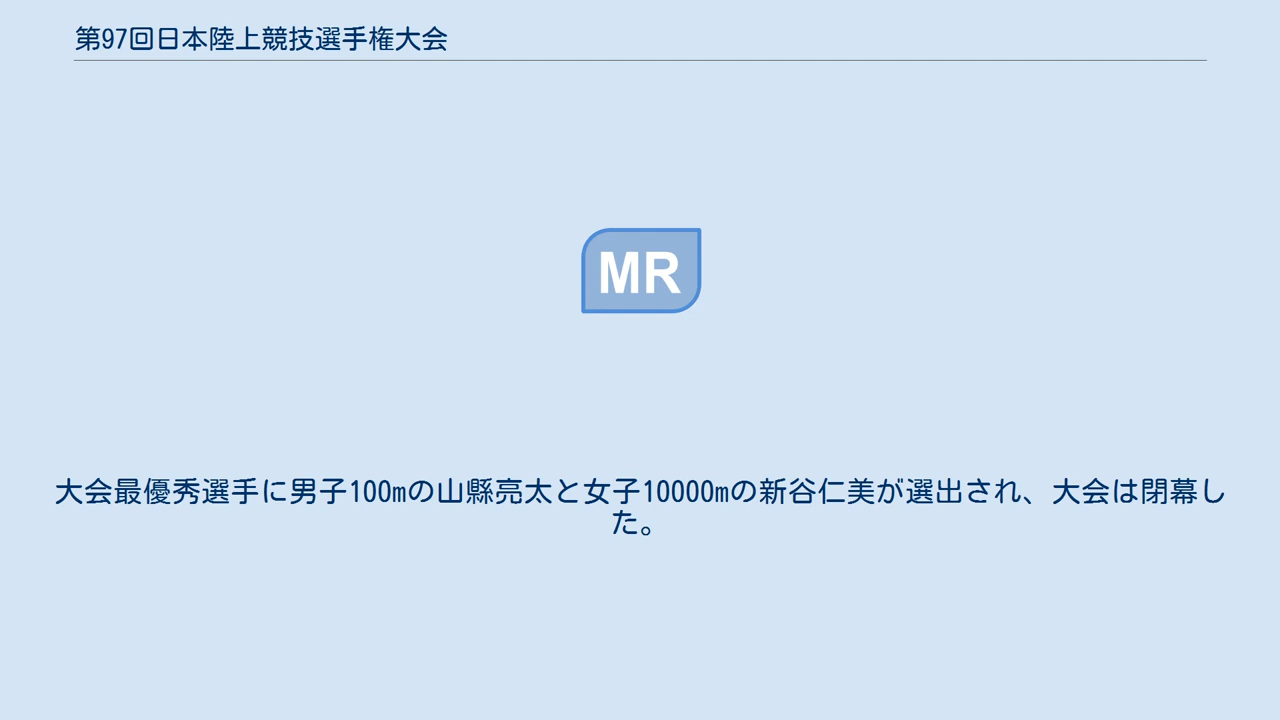 第97回日本陸上競技選手権大会
MR
大会最優秀選手に男子100mの山縣亮太と女子10000mの新谷仁美が選出され、大会は閉幕し
た。